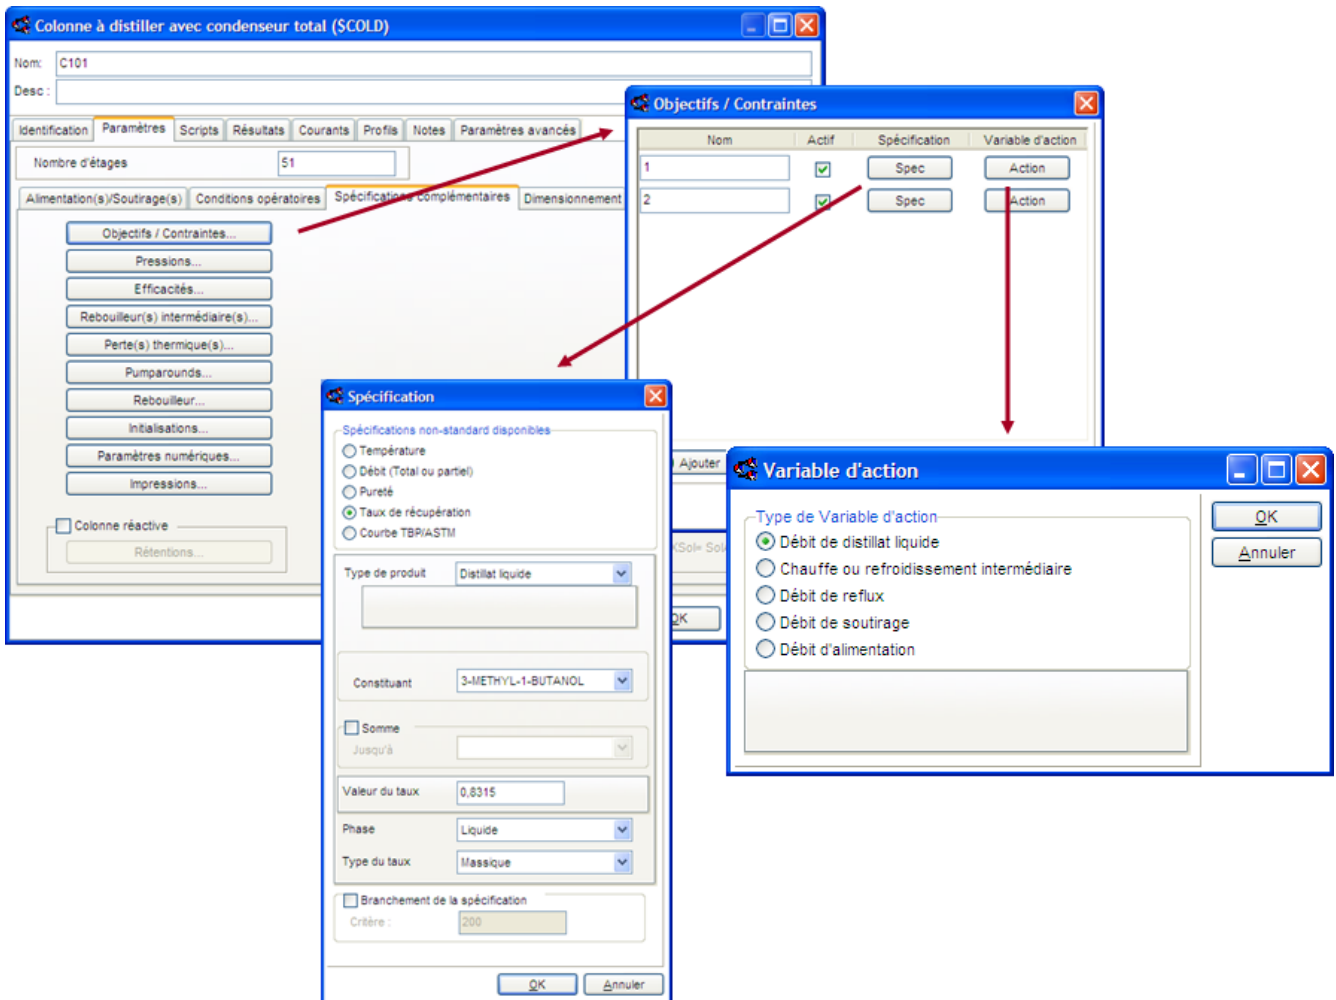 Colonne à distiller avec condenseur total ($COLD)
Nom: C101
Desc :
Identification Paramètres Scripts Résultats Courants Profils Notes Paramètres avancés
Nombre d'étages 51
Alimentation(s)/Soutirage(s) Conditions opératoires Spécifications complémentaires Dimensionnement
Objectifs / Contraintes...
Pressions...
Efficacités...
Rebouilleur(s) intermédiaire(s)...
Perte(s) thermique(s)...
Pumparounds...
Rebouilleur...
Initialisations...
Paramètres numériques...
Impressions...
Colonne réactive
Rétentions...
Objectifs / Contraintes
Nom Actif Spécification Variable d'action
1 Spec Action
2 Spec Action
Ajouter
OK
Spécification
Spécifications non-standard disponibles
Température
Débit (Total ou partiel)
Pureté
Taux de récupération
Courbe TBP/ASTM
Type de produit Distillat liquide
Constituant 3-METHYL-1-BUTANOL
Somme
Jusqu'à
Valeur du taux 0,8315
Phase Liquide
Type du taux Massique
Branchement de la spécification
Critère : 200
OK Annuler
Variable d'action
Type de Variable d'action
Débit de distillat liquide
Chauffe ou refroidissement intermédiaire
Débit de reflux
Débit de soutirage
Débit d'alimentation
OK
Annuler